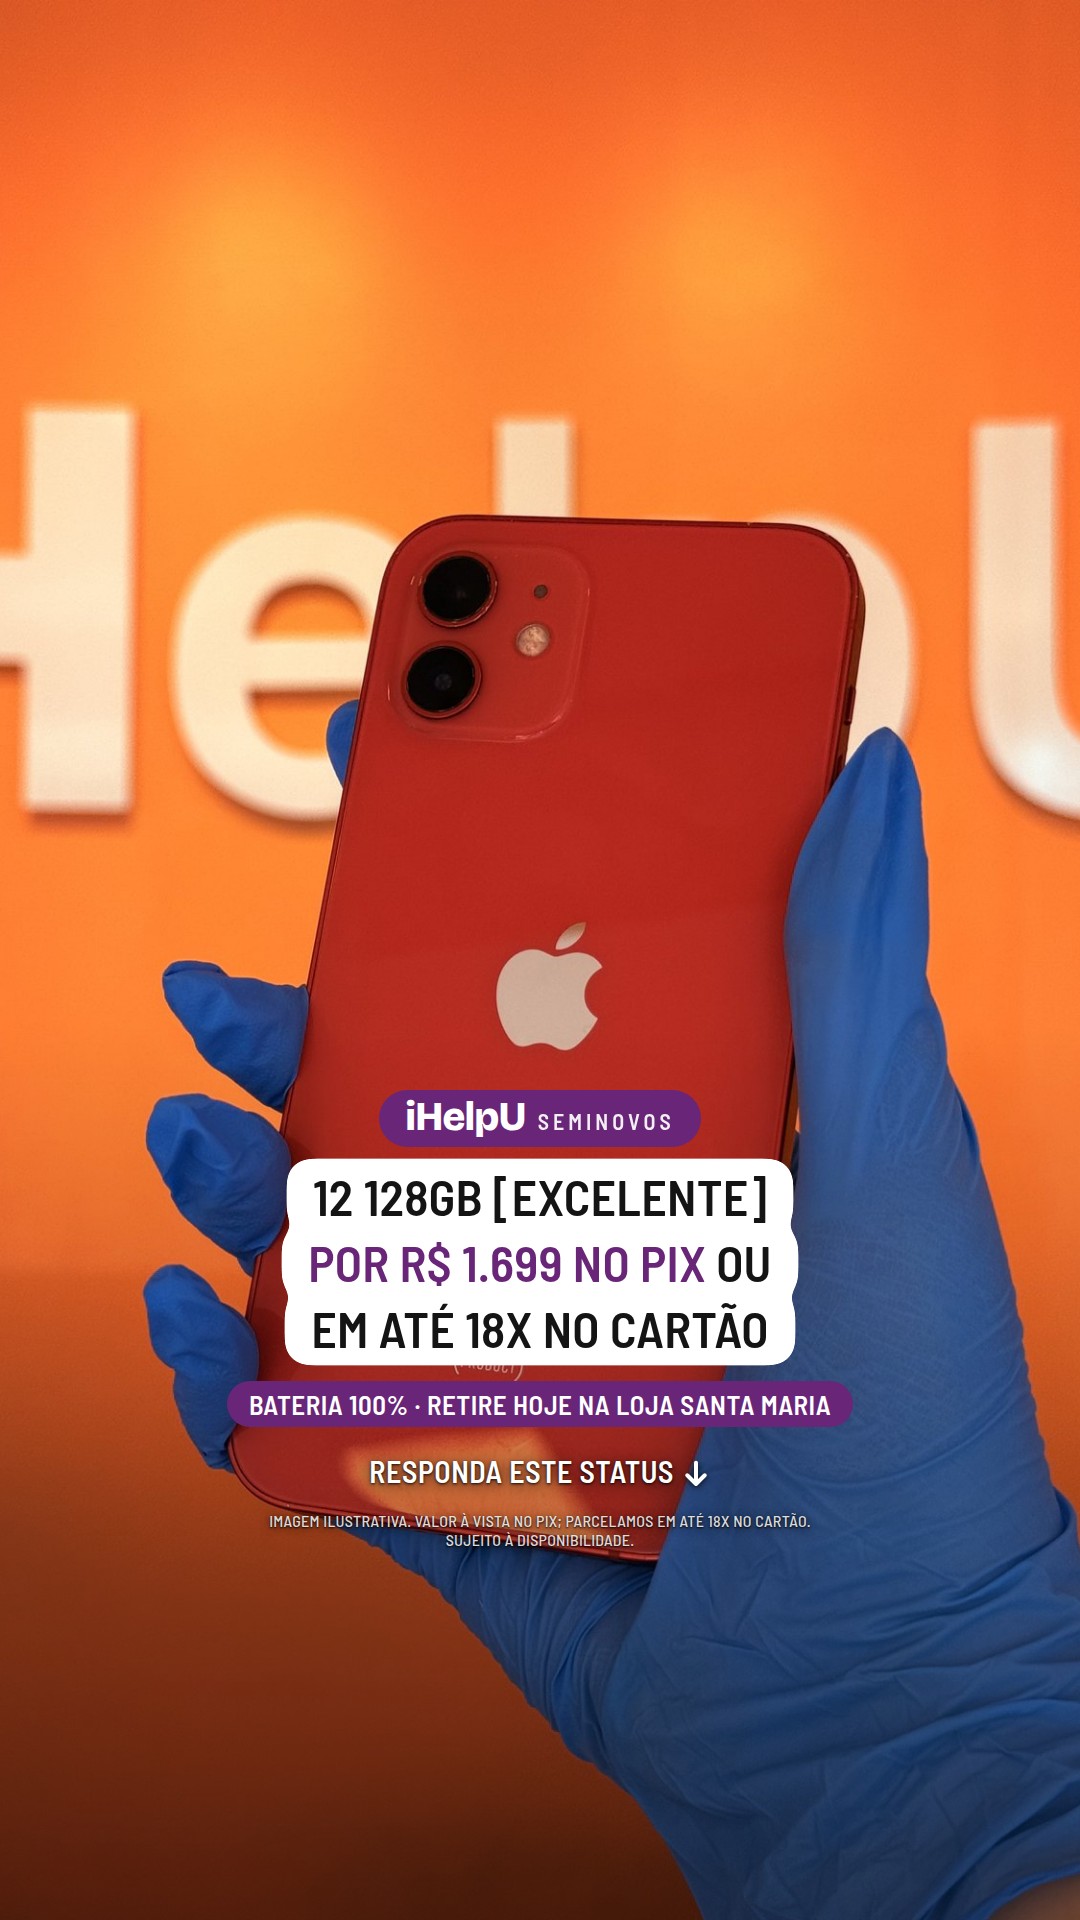 HelpU
iHelpU SEMINOVOS
12 128GB [EXCELENTE]
POR R$ 1.699 NO PIX OU
EM ATÉ 18X NO CARTÃO
(PRODUCT)
BATERIA 100% · RETIRE HOJE NA LOJA SANTA MARIA
RESPONDA ESTE STATUS ↓
IMAGEM ILUSTRATIVA. VALOR À VISTA NO PIX; PARCELAMOS EM ATÉ 18X NO CARTÃO.
SUJEITO À DISPONIBILIDADE.